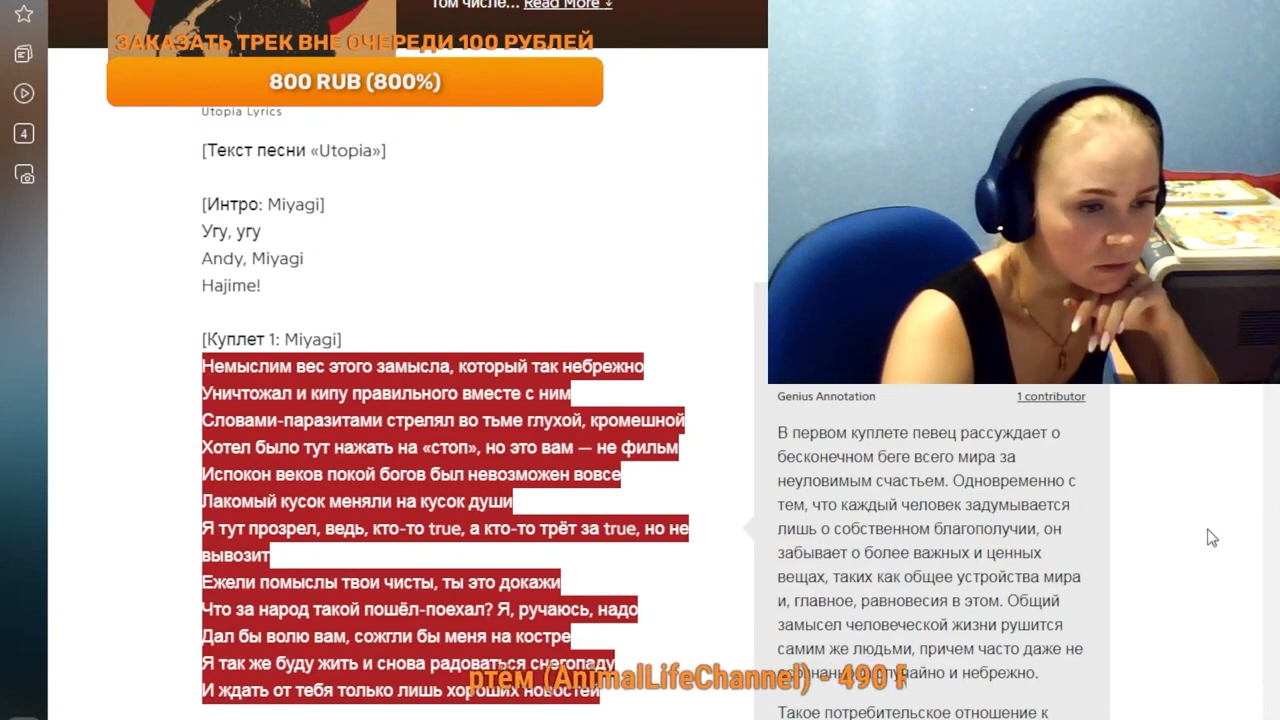 том числе... Read More ↓
ЗАКАЗАТЬ ТРЕК ВНЕ ОЧЕРЕДИ 100 РУБЛЕЙ
800 RUB (800%)
Utopia Lyrics
[Текст песни «Utopia»]
[Интро: Miyagi]
Угу, угу
Andy, Miyagi
Hajime!
[Куплет 1: Miyagi]
Немыслим вес этого замысла, который так небрежно
Уничтожал и кипу правильного вместе с ним
Словами-паразитами стрелял во тьме глухой, кромешной
Хотел было тут нажать на «стоп», но это вам — не фильм
Испокон веков покой богов был невозможен вовсе
Лакомый кусок меняли на кусок души
Я тут прозрел, ведь, кто-то true, а кто-то трёт за true, но не
вывозит
Ежели помыслы твои чисты, ты это докажи
Что за народ такой пошёл-поехал? Я, ручаюсь, надо
Дал бы волю вам, сожгли бы меня на костре
Я так же буду жить и снова радоваться снегопаду
И ждать от тебя только лишь хороших новостей
ртём (AnimalLifeChannel) - 490
4
Genius Annotation
1 contributor
В первом куплете певец рассуждает о
бесконечном беге всего мира за
неуловимым счастьем. Одновременно с
тем, что каждый человек задумывается
лишь о собственном благополучии, он
забывает о более важных и ценных
вещах, таких как общее устройства мира
и, главное, равновесия в этом. Общий
замысел человеческой жизни рушится
самим же людьми, причем часто даже не
и небрежно.
Такое потребительское отношение к